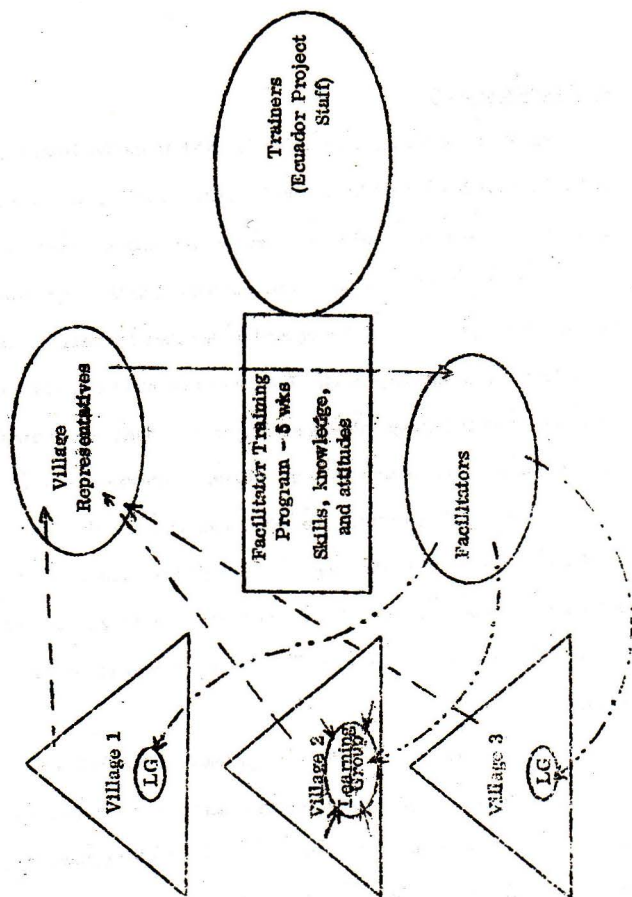 Trainers
(Ecuador Project
Staff)
Village
Representatives
Facilitator Training
Program - 5 wks
Skills, knowledge,
and attitudes
Facilitators
Village 1
LG
Village 2
Learning
Group
Village 3
LG